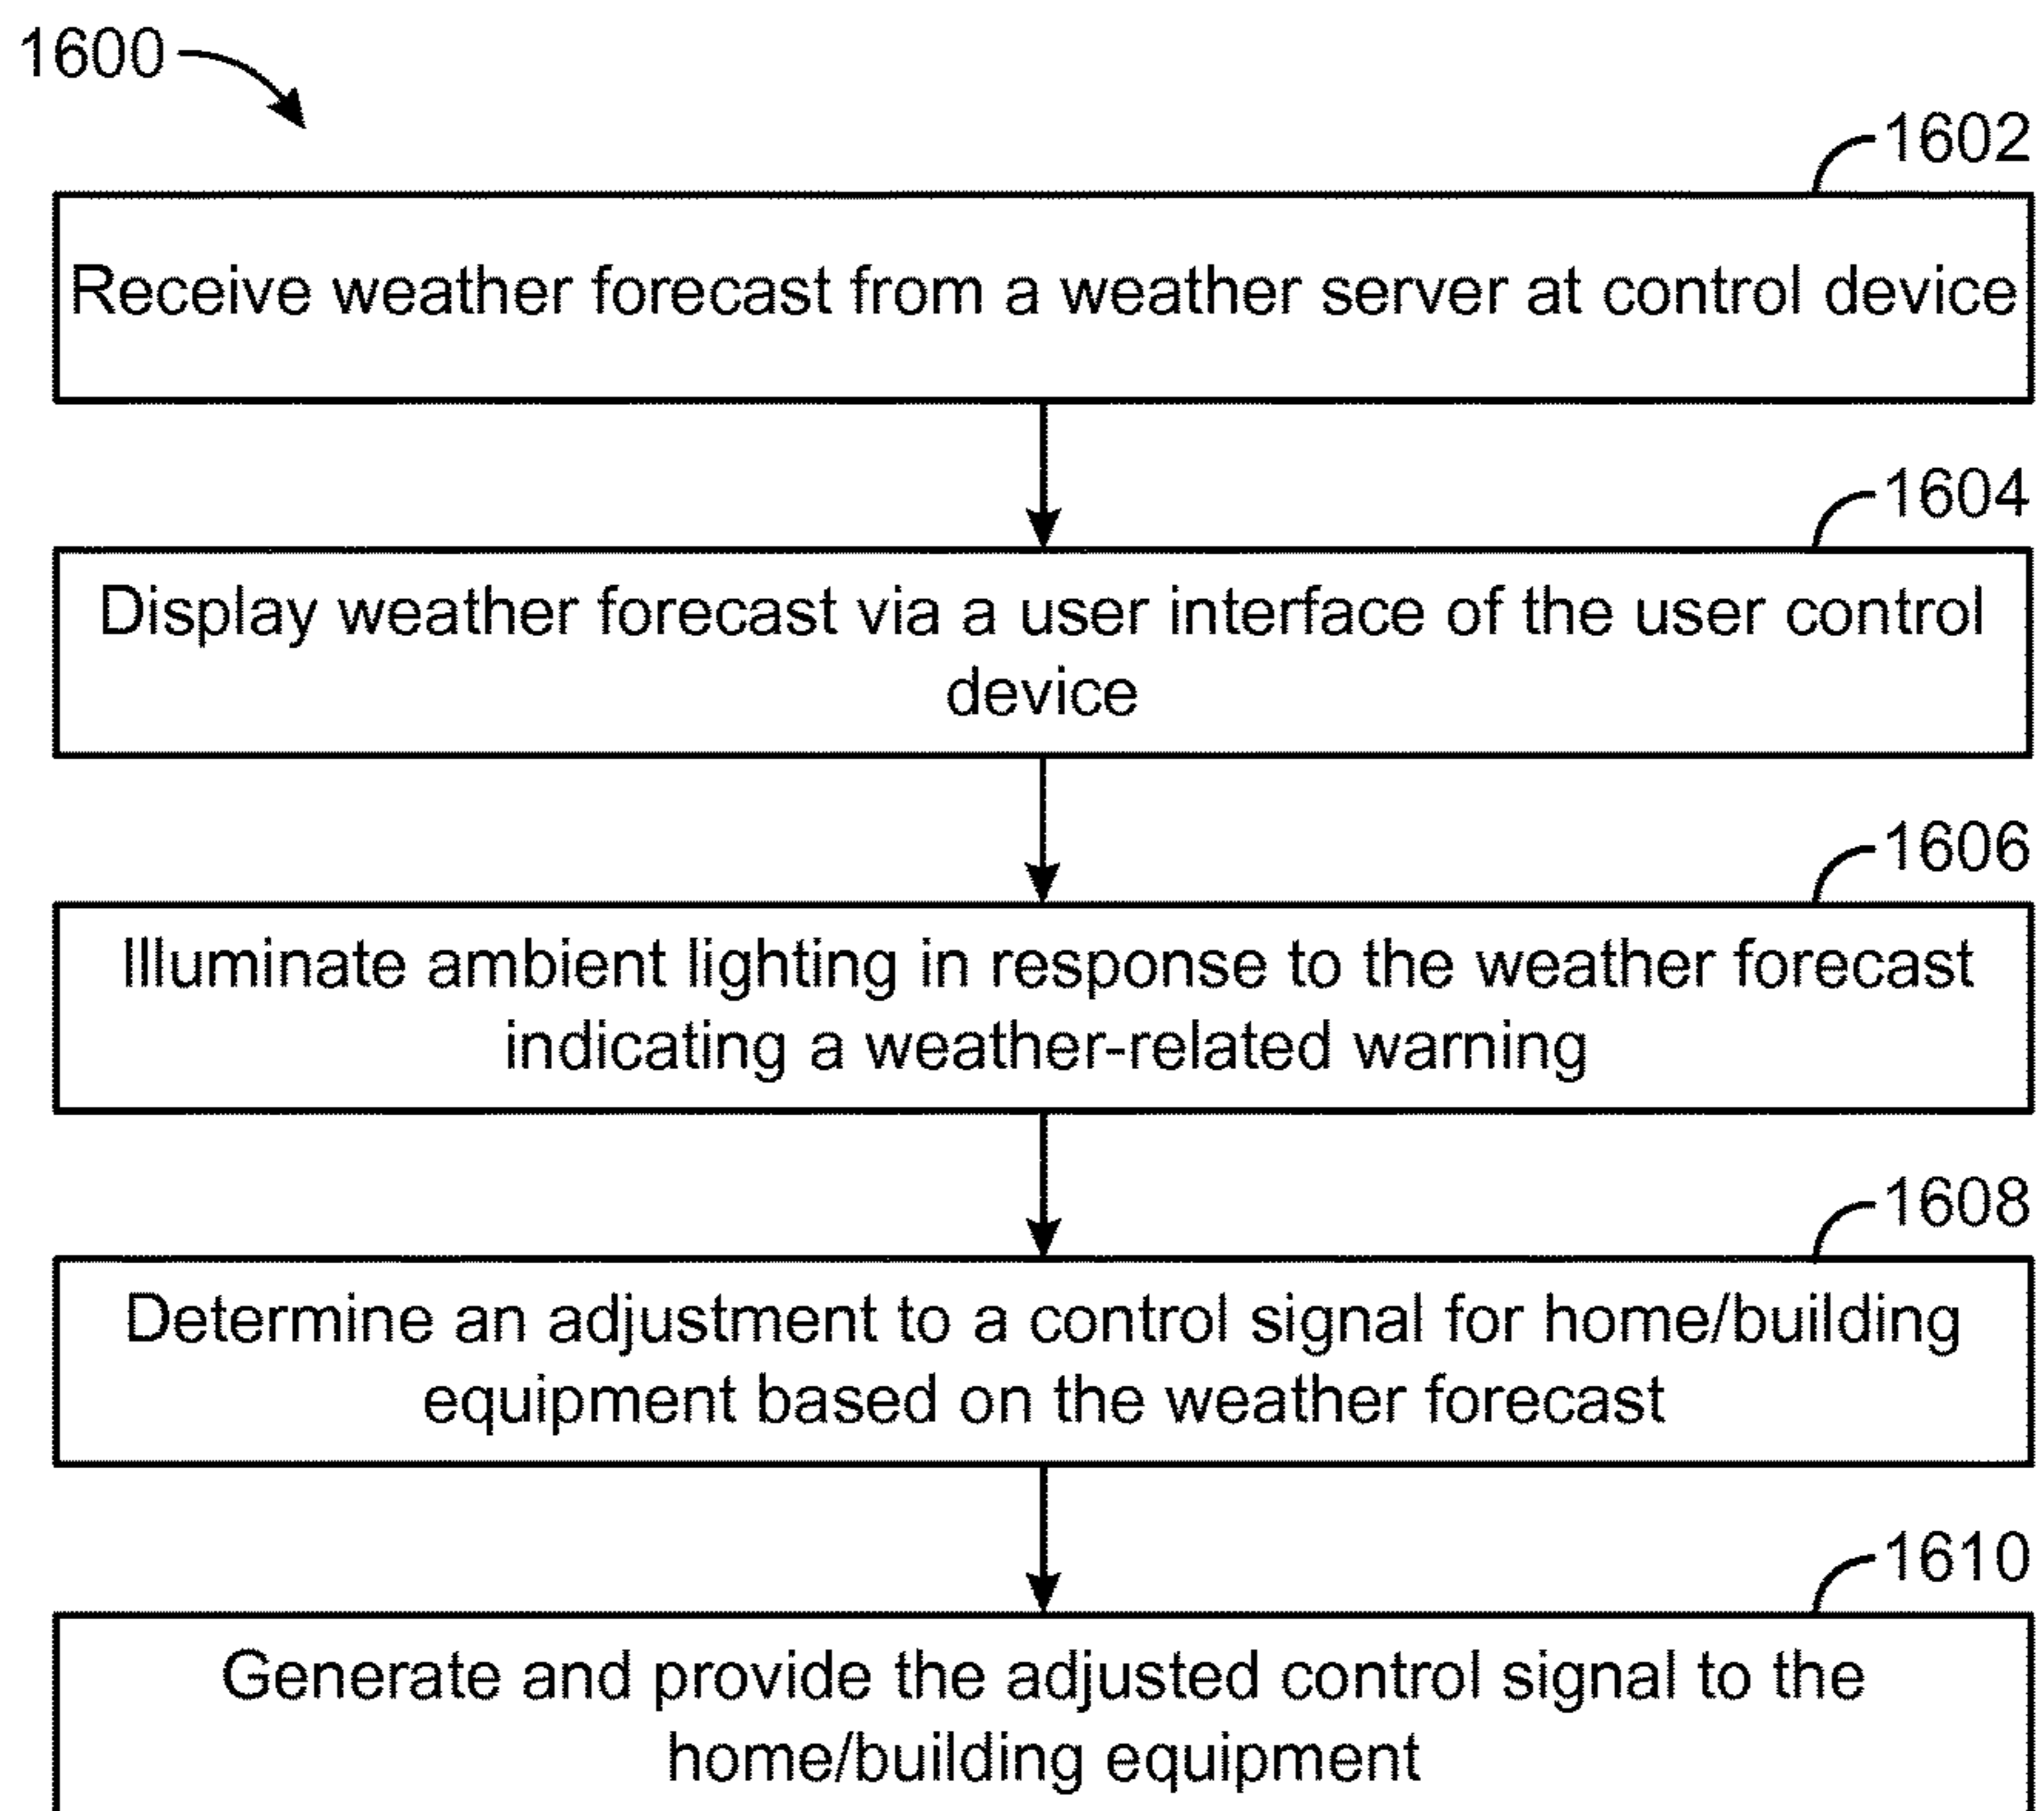 1600
1602
Receive weather forecast from a weather server at control device
1604
Display weather forecast via a user interface of the user control
device
1606
Illuminate ambient lighting in response to the weather forecast
indicating a weather-related warning
1608
Determine an adjustment to a control signal for home/building
equipment based on the weather forecast
1610
Generate and provide the adjusted control signal to the
home/building equipment